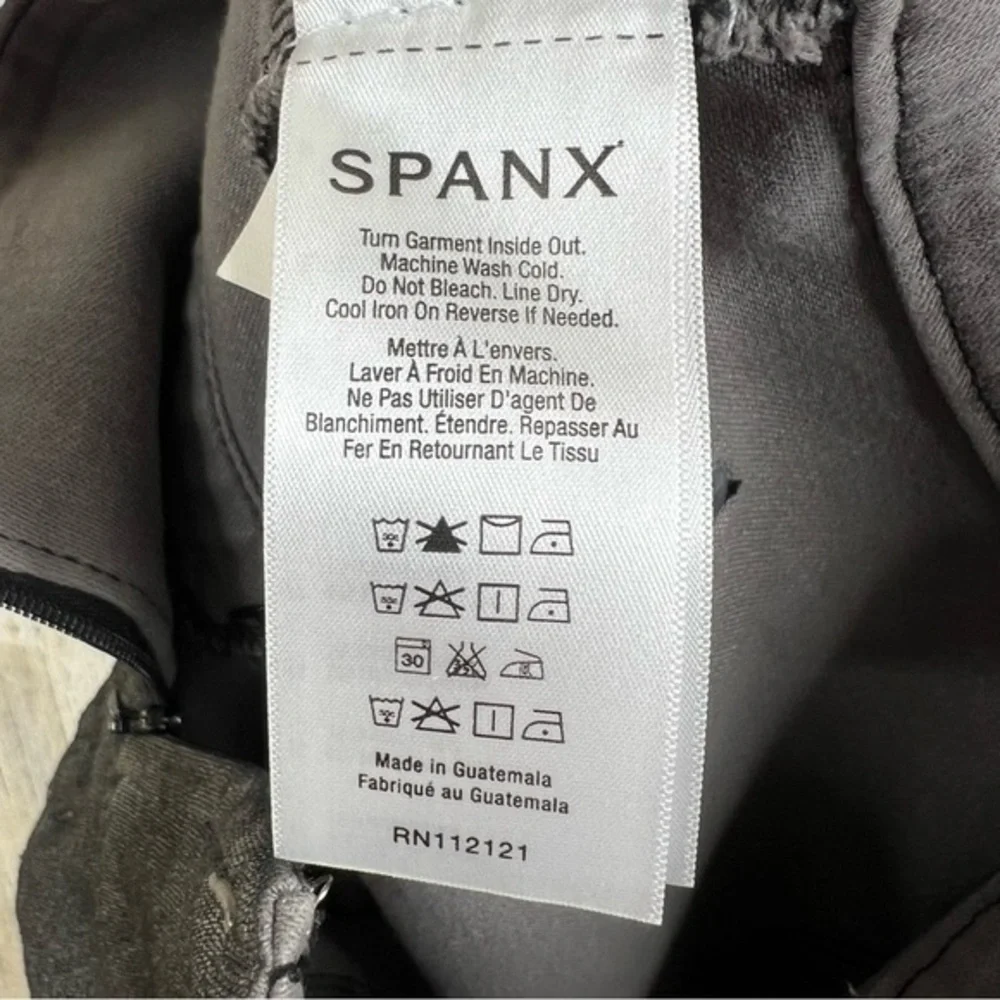 SPANX
Turn Garment Inside Out.
Machine Wash Cold.
Do Not Bleach. Line Dry.
Cool Iron On Reverse If Needed.
Mettre À L'envers.
Laver À Froid En Machine.
Ne Pas Utiliser D'agent De
Blanchiment. Étendre. Repasser Au
Fer En Retournant Le Tissu
30
Made in Guatemala
Fabriqué au Guatemala
RN112121